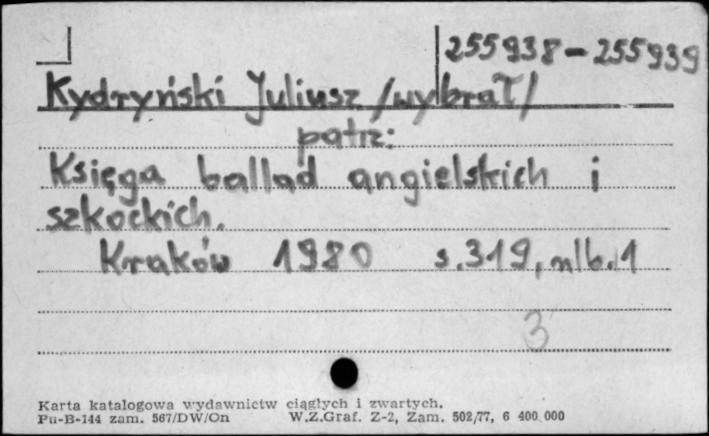 255938-255939
Kydryński Juliusz /wybrał/
patrz:
Księga ballad angielskich i
szkockich.
Kraków 1980 s.319, nlb.1
3
Karta katalogowa wydawnictw ciągłych i zwartych.
Pu-B-144 zam. 567/DW/On W.Z.Graf. Z-2, Zam. 502/77, 6 400 000